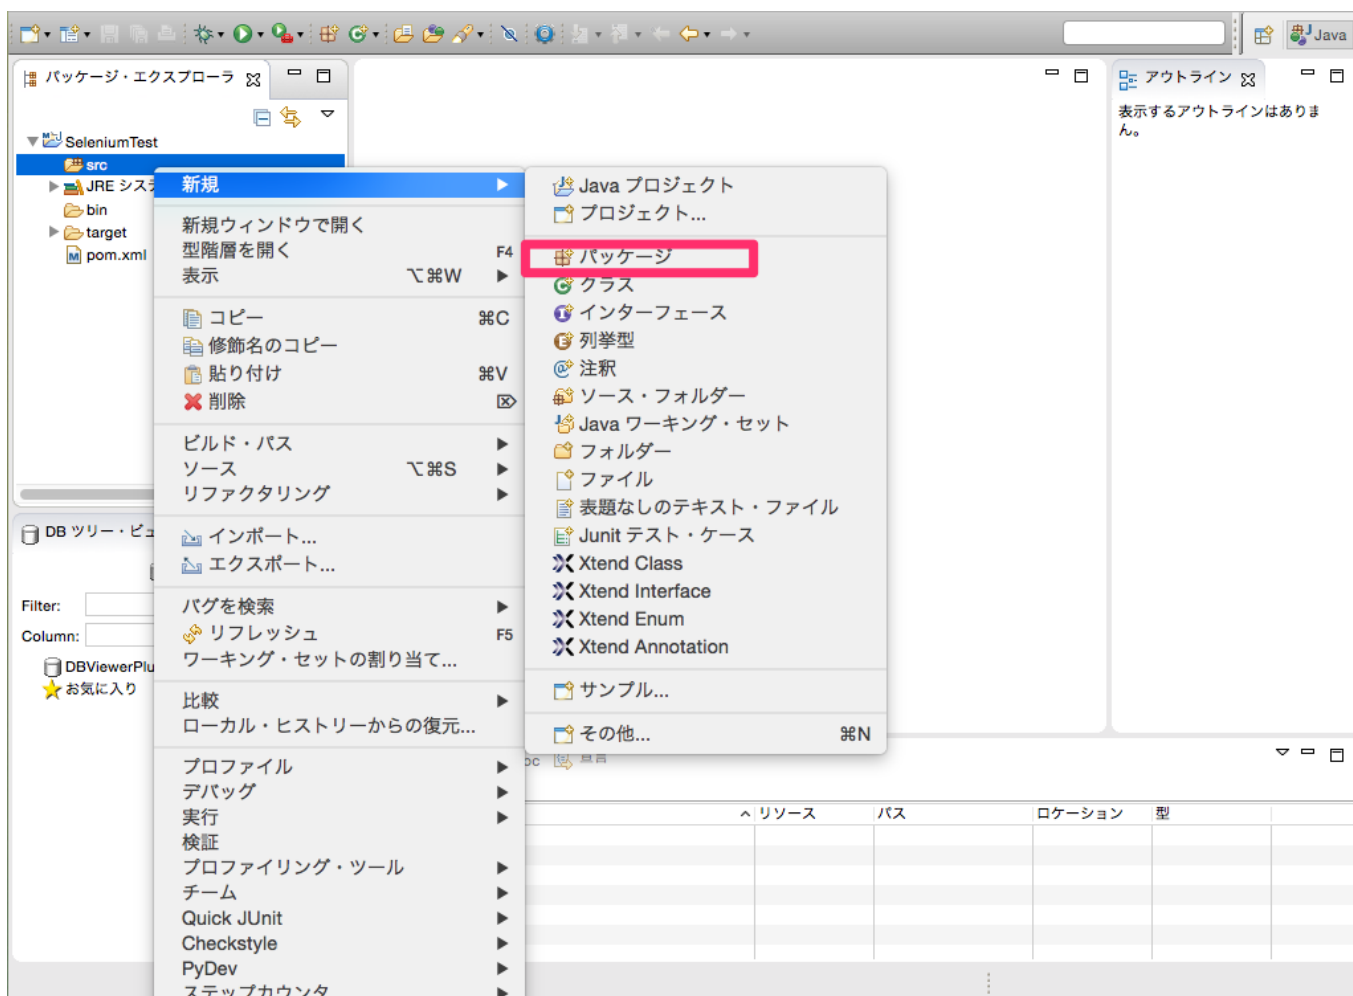 Java
パッケージ・エクスプローラ
アウトライン
表示するアウトラインはありま
せん。
SeleniumTest
src
JRE システ
bin
target
pom.xml
新規
新規ウィンドウで開く
型階層を開く F4
表示 ⌥⌘W
コピー ⌘C
修飾名のコピー
貼り付け ⌘V
削除 ⌦
ビルド・パス
ソース ⌥⌘S
リファクタリング
インポート...
エクスポート...
バグを検索
リフレッシュ F5
ワーキング・セットの割り当て...
比較
ローカル・ヒストリーからの復元...
プロファイル
デバッグ
実行
検証
プロファイリング・ツール
チーム
Quick JUnit
Checkstyle
PyDev
ステップカウンタ
Java プロジェクト
プロジェクト...
パッケージ
クラス
インターフェース
列挙型
注釈
ソース・フォルダー
Java ワーキング・セット
フォルダー
ファイル
表題なしのテキスト・ファイル
Junit テスト・ケース
Xtend Class
Xtend Interface
Xtend Enum
Xtend Annotation
サンプル...
その他... ⌘N
DB ツリー・ビュ
Filter:
Column:
DBViewerPlu
お気に入り
oc 宣言
リソース パス ロケーション 型